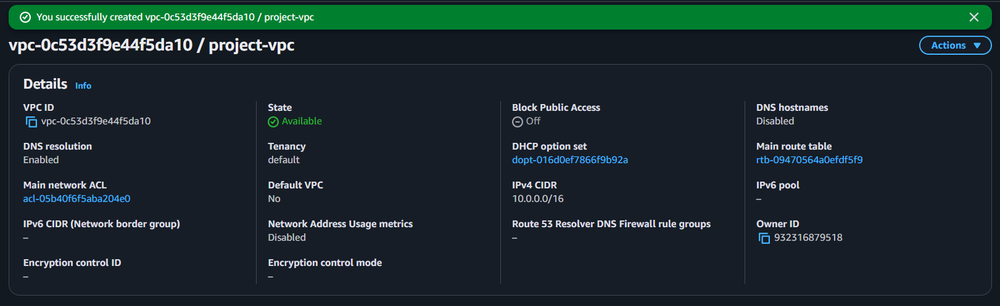 You successfully created vpc-0c53d3f9e44f5da10 / project-vpc
vpc-0c53d3f9e44f5da10 / project-vpc
Actions
Details Info
VPC ID
vpc-0c53d3f9e44f5da10
State
Available
Block Public Access
Off
DNS hostnames
Disabled
DNS resolution
Enabled
Tenancy
default
DHCP option set
dopt-016d0ef7866f9b92a
Main route table
rtb-09470564a0efdf5f9
Main network ACL
acl-05b40f6f5aba204e0
Default VPC
No
IPv4 CIDR
10.0.0.0/16
IPv6 pool
–
IPv6 CIDR (Network border group)
–
Network Address Usage metrics
Disabled
Route 53 Resolver DNS Firewall rule groups
–
Owner ID
932316879518
Encryption control ID
–
Encryption control mode
–